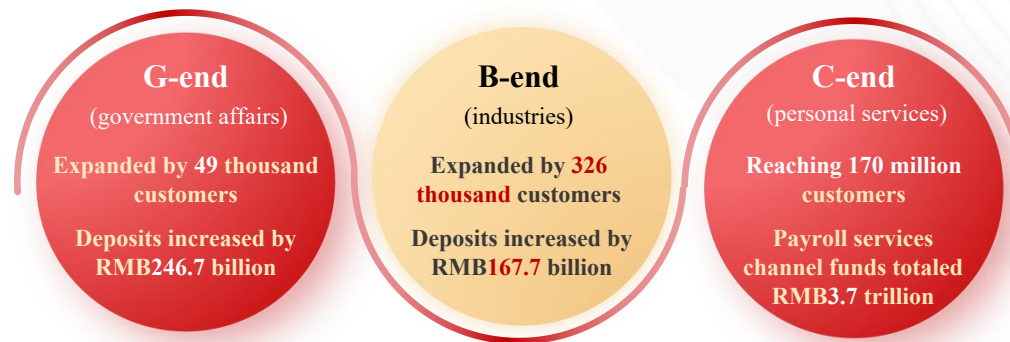 G-end
(government affairs)
Expanded by 49 thousand
customers
Deposits increased by
RMB246.7 billion
B-end
(industries)
Expanded by 326
thousand customers
Deposits increased by
RMB167.7 billion
C-end
(personal services)
Reaching 170 million
customers
Payroll services
channel funds totaled
RMB3.7 trillion